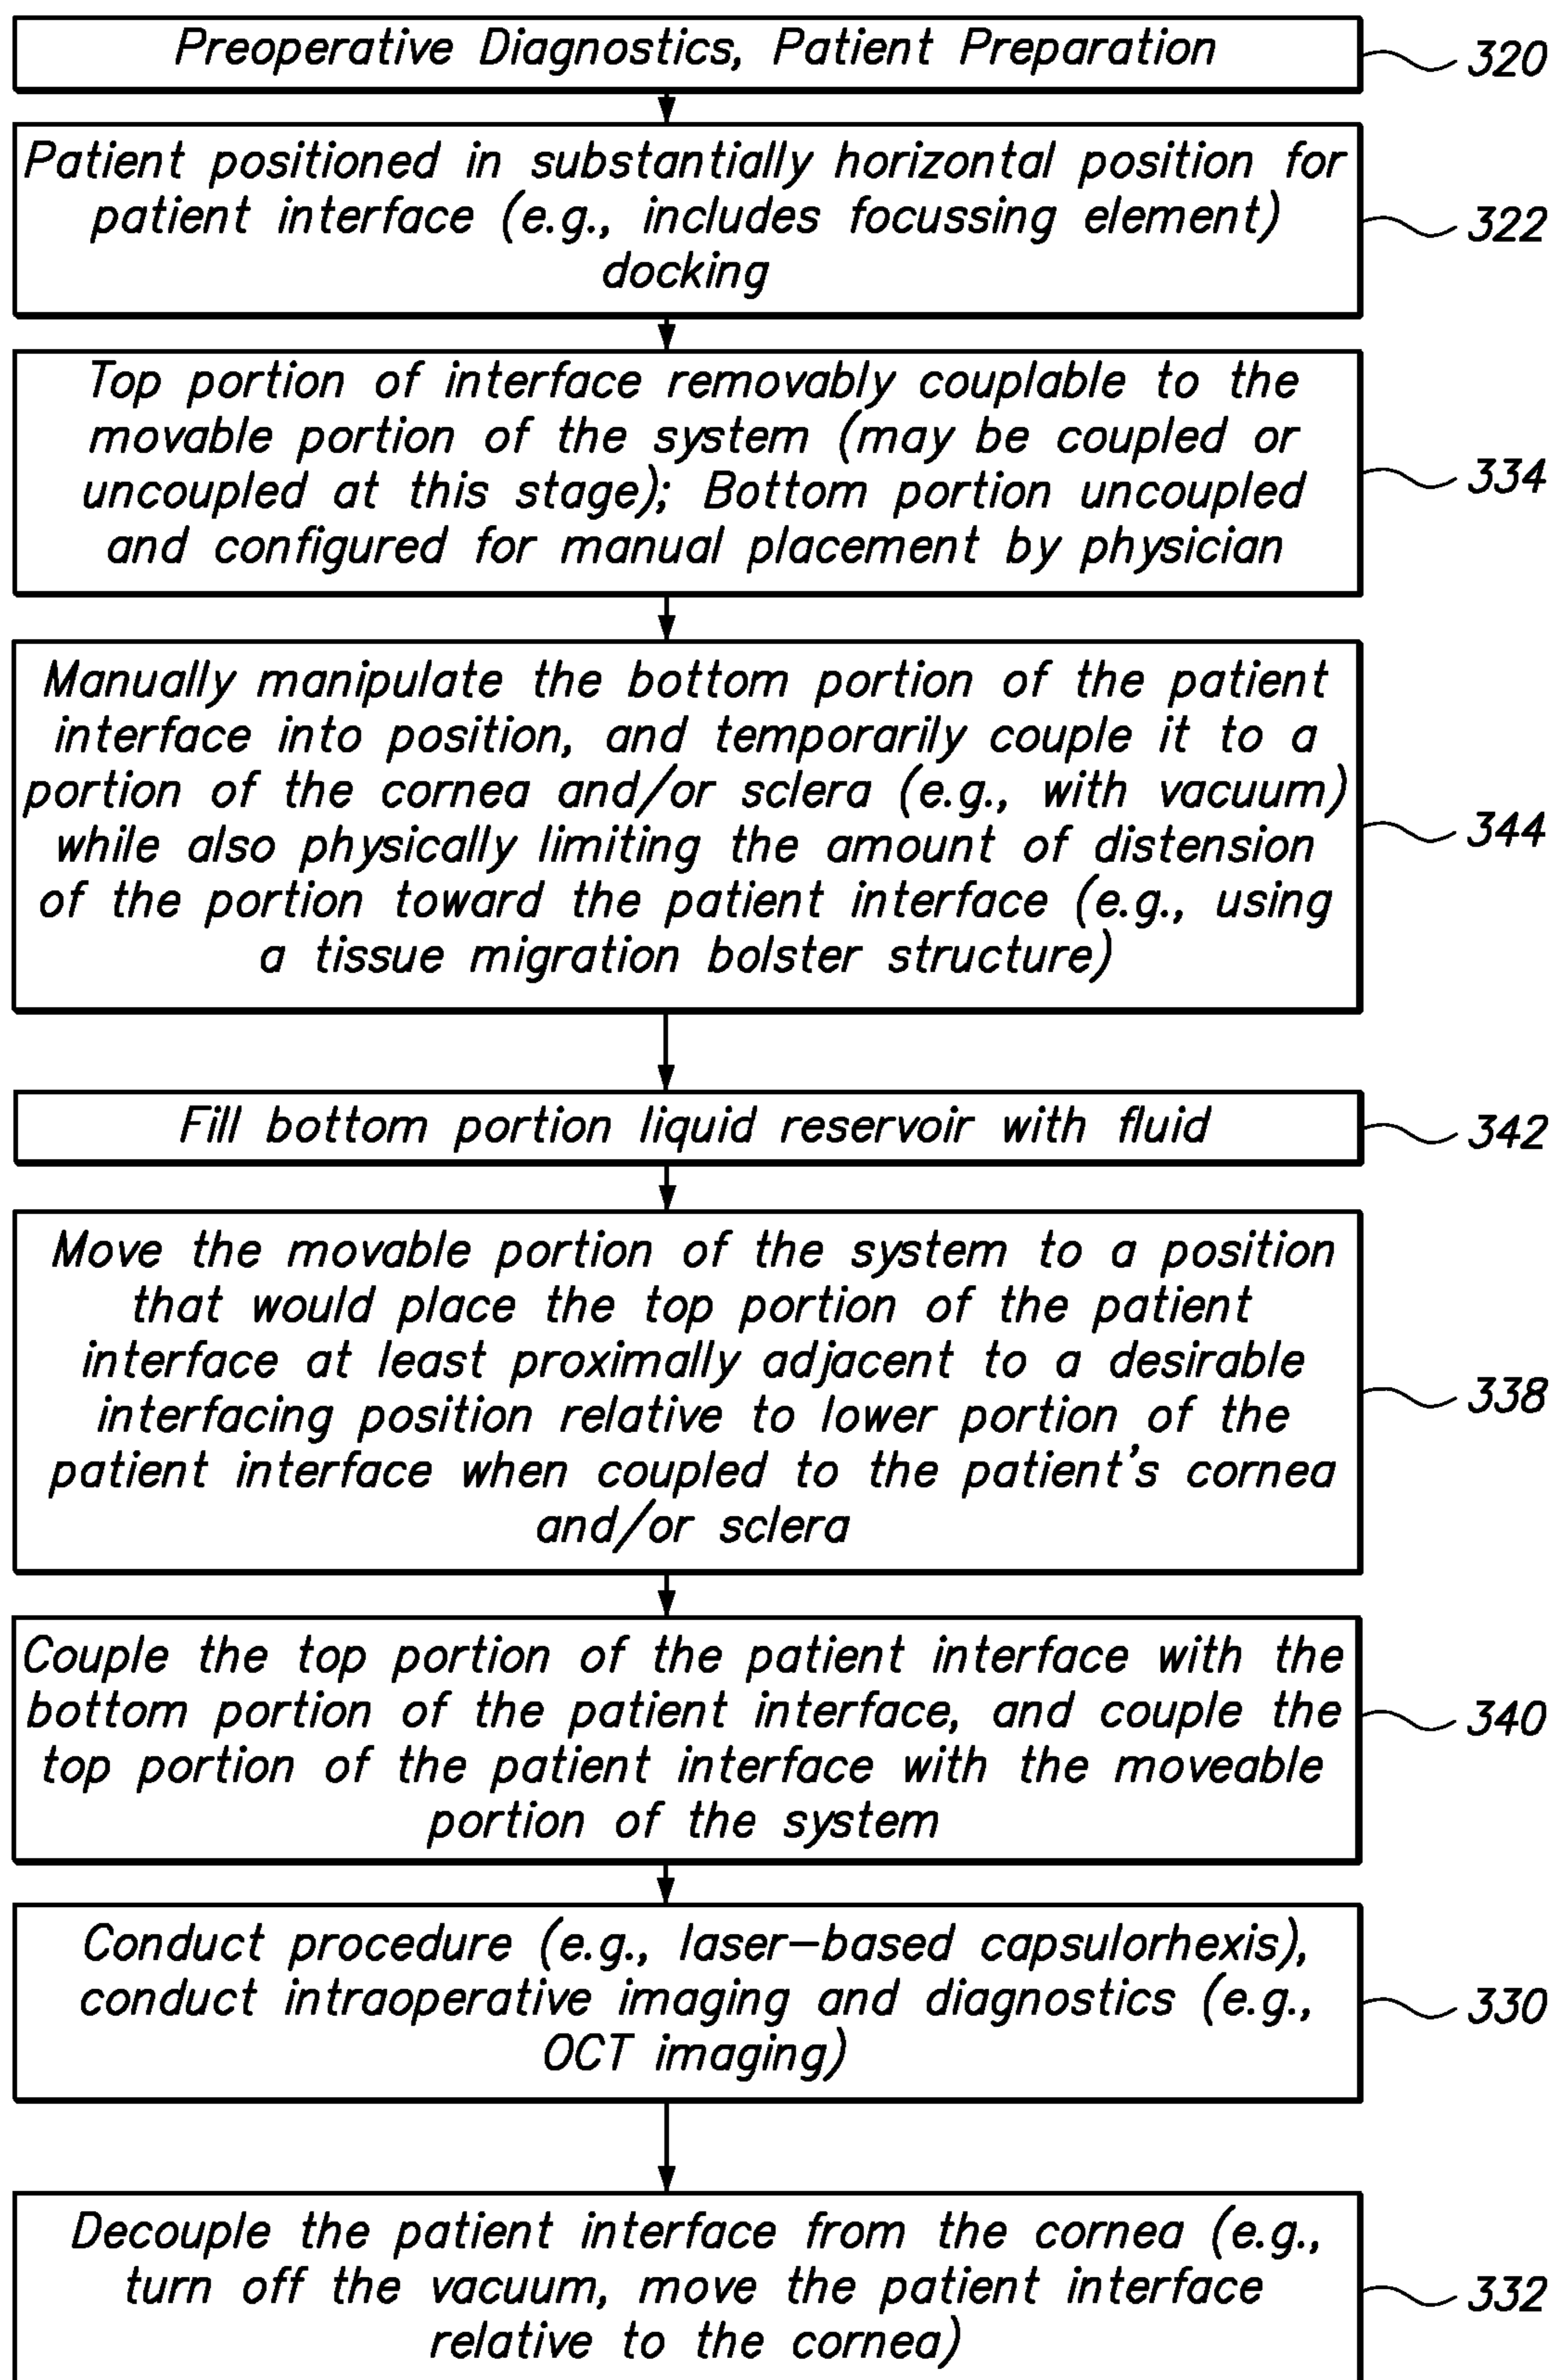 Preoperative Diagnostics, Patient Preparation
320
Patient positioned in substantially horizontal position for
patient interface (e.g., includes focussing element)
docking
322
Top portion of interface removably couplable to the
movable portion of the system (may be coupled or
uncoupled at this stage); Bottom portion uncoupled
and configured for manual placement by physician
334
Manually manipulate the bottom portion of the patient
interface into position, and temporarily couple it to a
portion of the cornea and/or sclera (e.g., with vacuum)
while also physically limiting the amount of distension
of the portion toward the patient interface (e.g., using
a tissue migration bolster structure)
344
Fill bottom portion liquid reservoir with fluid
342
Move the movable portion of the system to a position
that would place the top portion of the patient
interface at least proximally adjacent to a desirable
interfacing position relative to lower portion of the
patient interface when coupled to the patient's cornea
and/or sclera
338
Couple the top portion of the patient interface with the
bottom portion of the patient interface, and couple the
top portion of the patient interface with the moveable
portion of the system
340
Conduct procedure (e.g., laser-based capsulorhexis),
conduct intraoperative imaging and diagnostics (e.g.,
OCT imaging)
330
Decouple the patient interface from the cornea (e.g.,
turn off the vacuum, move the patient interface
relative to the cornea)
332